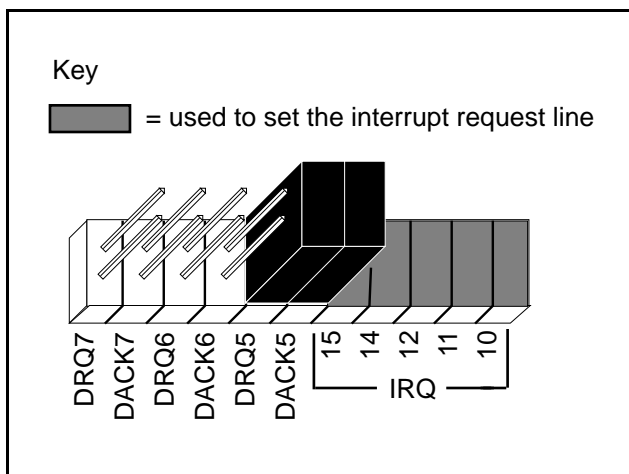 Key
= used to set the interrupt request line
DRQ7
DACK7
DRQ6
DACK6
DRQ5
DACK5
15
14
12
11
10
IRQ